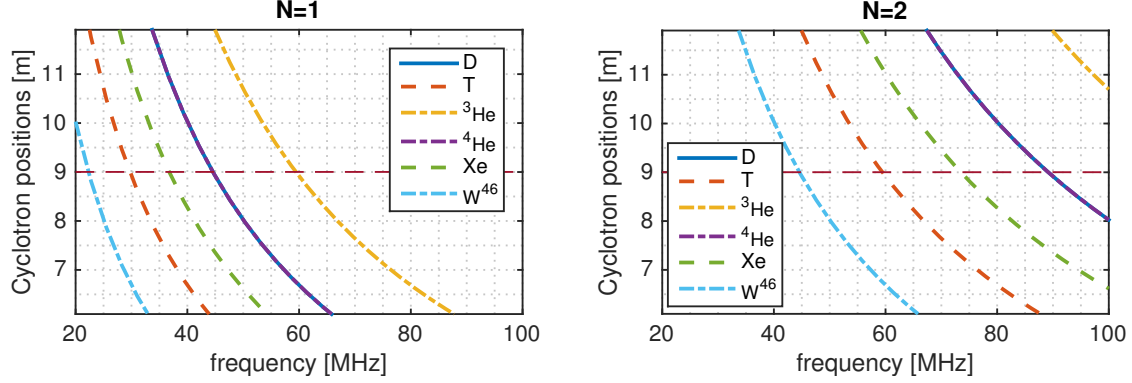 N=1
Cyclotron positions [m]
11
10
9
8
7
20
40
60
80
100
frequency [MHz]
D
T
³He
⁴He
Xe
W⁴⁶
N=2
Cyclotron positions [m]
11
10
9
8
7
20
40
60
80
100
frequency [MHz]
D
T
³He
⁴He
Xe
W⁴⁶